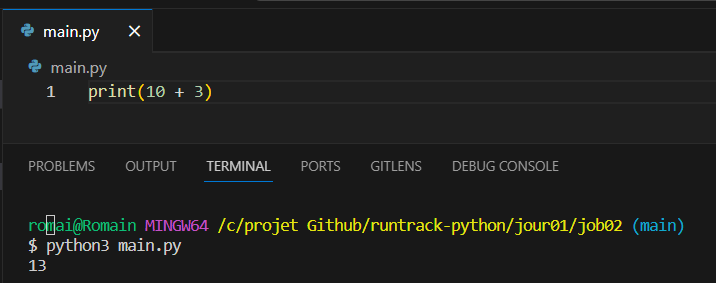 main.py
main.py
1 print(10 + 3)
PROBLEMS OUTPUT TERMINAL PORTS GITLENS DEBUG CONSOLE
romai@Romain MINGW64 /c/projet Github/runtrack-python/jour01/job02 (main)
$ python3 main.py
13